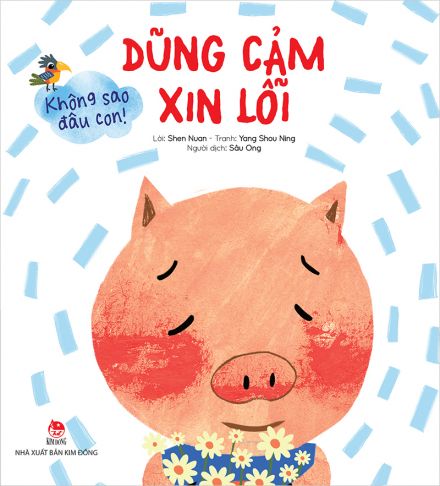 DŨNG CẢM
XIN LỖI
Không sao
đâu con!
Lời: Shen Nuan - Tranh: Yang Shou Ning
Người dịch: Sâu Ong
KIM ĐỒNG
NHÀ XUẤT BẢN KIM ĐỒNG